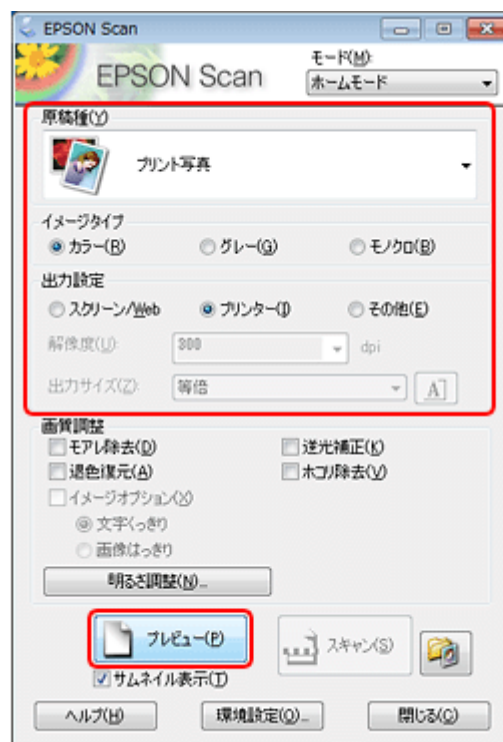 EPSON Scan
EPSON Scan
モード(M):
ホームモード
原稿種(Y)
プリント写真
イメージタイプ
カラー(R) グレー(G) モノクロ(B)
出力設定
スクリーン/Web プリンター(I) その他(E)
解像度(U): 300 dpi
出力サイズ(Z): 等倍 A
画質調整
モアレ除去(D) 逆光補正(K)
退色復元(A) ホコリ除去(V)
イメージオプション(X)
文字くっきり
画像はっきり
明るさ調整(N)...
プレビュー(P) スキャン(S)
サムネイル表示(T)
ヘルプ(H) 環境設定(O)... 閉じる(C)